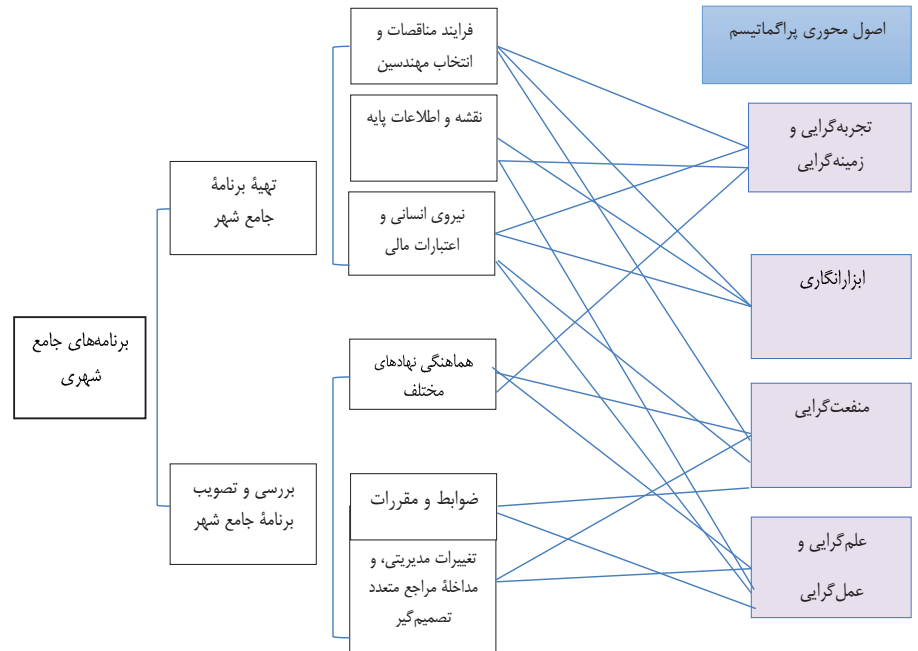 اصول محوری پراگماتیسم
تجربه‌گرایی و
زمینه‌گرایی
ابزارانگاری
منفعت‌گرایی
علم‌گرایی و
عمل‌گرایی
فرایند مناقصات و
انتخاب مهندسین
نقشه و اطلاعات پایه
نیروی انسانی و
اعتبارات مالی
هماهنگی نهادهای
مختلف
ضوابط و مقررات
تغییرات مدیریتی، و
مداخلهٔ مراجع متعدد
تصمیم‌گیر
تهیهٔ برنامهٔ
جامع شهر
بررسی و تصویب
برنامهٔ جامع شهر
برنامه‌های جامع
شهری